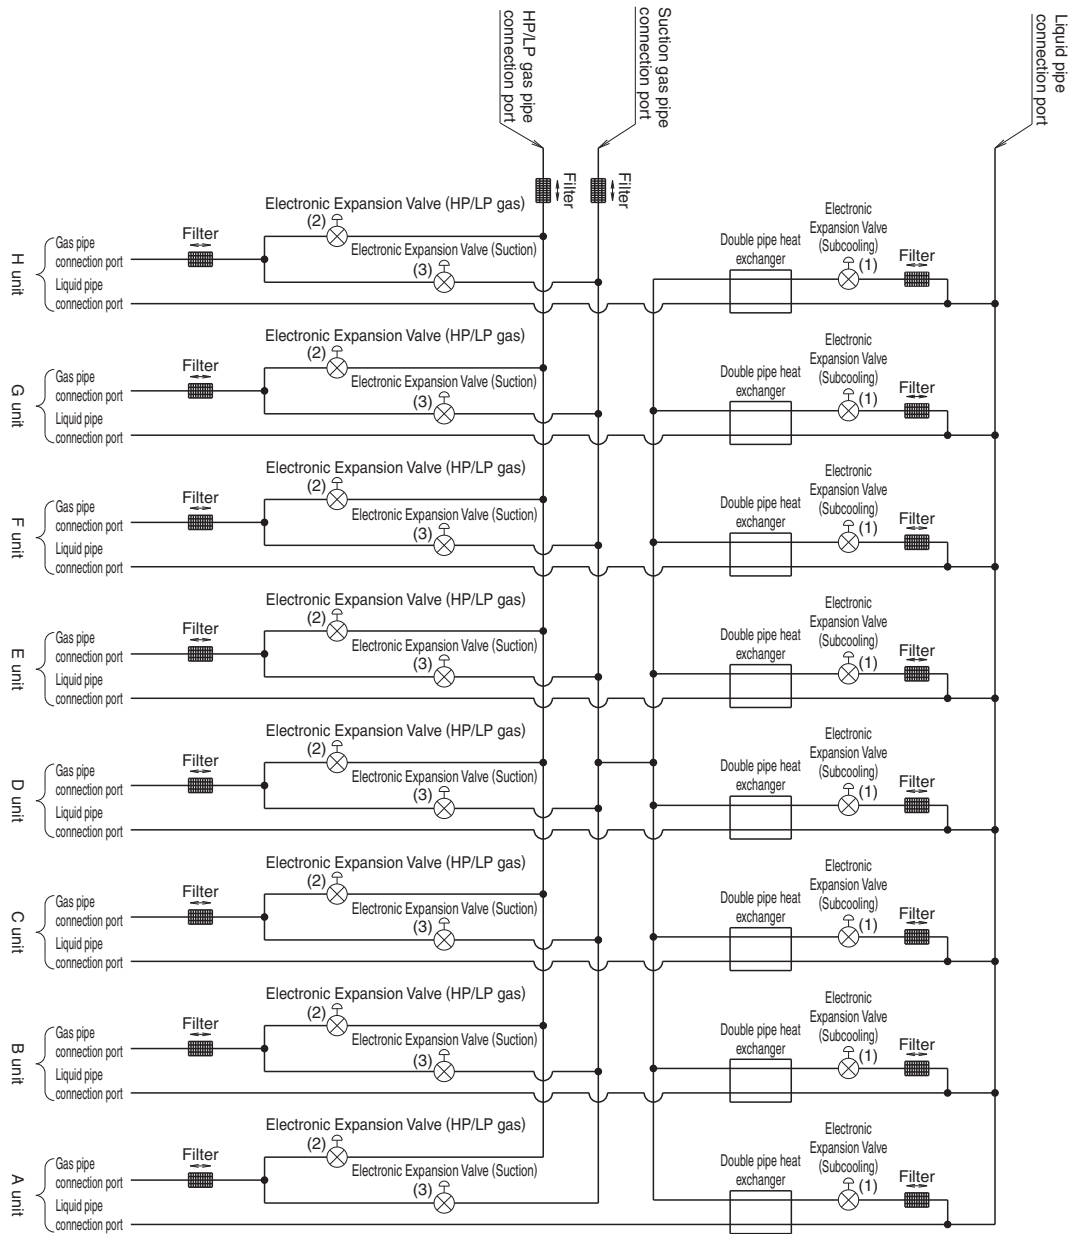 HP/LP gas pipe
connection port
Suction gas pipe
connection port
Liquid pipe
connection port
Filter
Filter
H unit
Gas pipe
connection port
Liquid pipe
connection port
Filter
Electronic Expansion Valve (HP/LP gas)
(2)
Electronic Expansion Valve (Suction)
(3)
Double pipe heat
exchanger
Electronic
Expansion Valve
(Subcooling)
(1)
Filter
G unit
Gas pipe
connection port
Liquid pipe
connection port
Filter
Electronic Expansion Valve (HP/LP gas)
(2)
Electronic Expansion Valve (Suction)
(3)
Double pipe heat
exchanger
Electronic
Expansion Valve
(Subcooling)
(1)
Filter
F unit
Gas pipe
connection port
Liquid pipe
connection port
Filter
Electronic Expansion Valve (HP/LP gas)
(2)
Electronic Expansion Valve (Suction)
(3)
Double pipe heat
exchanger
Electronic
Expansion Valve
(Subcooling)
(1)
Filter
E unit
Gas pipe
connection port
Liquid pipe
connection port
Filter
Electronic Expansion Valve (HP/LP gas)
(2)
Electronic Expansion Valve (Suction)
(3)
Double pipe heat
exchanger
Electronic
Expansion Valve
(Subcooling)
(1)
Filter
D unit
Gas pipe
connection port
Liquid pipe
connection port
Filter
Electronic Expansion Valve (HP/LP gas)
(2)
Electronic Expansion Valve (Suction)
(3)
Double pipe heat
exchanger
Electronic
Expansion Valve
(Subcooling)
(1)
Filter
C unit
Gas pipe
connection port
Liquid pipe
connection port
Filter
Electronic Expansion Valve (HP/LP gas)
(2)
Electronic Expansion Valve (Suction)
(3)
Double pipe heat
exchanger
Electronic
Expansion Valve
(Subcooling)
(1)
Filter
B unit
Gas pipe
connection port
Liquid pipe
connection port
Filter
Electronic Expansion Valve (HP/LP gas)
(2)
Electronic Expansion Valve (Suction)
(3)
Double pipe heat
exchanger
Electronic
Expansion Valve
(Subcooling)
(1)
Filter
A unit
Gas pipe
connection port
Liquid pipe
connection port
Filter
Electronic Expansion Valve (HP/LP gas)
(2)
Electronic Expansion Valve (Suction)
(3)
Double pipe heat
exchanger
Electronic
Expansion Valve
(Subcooling)
(1)
Filter